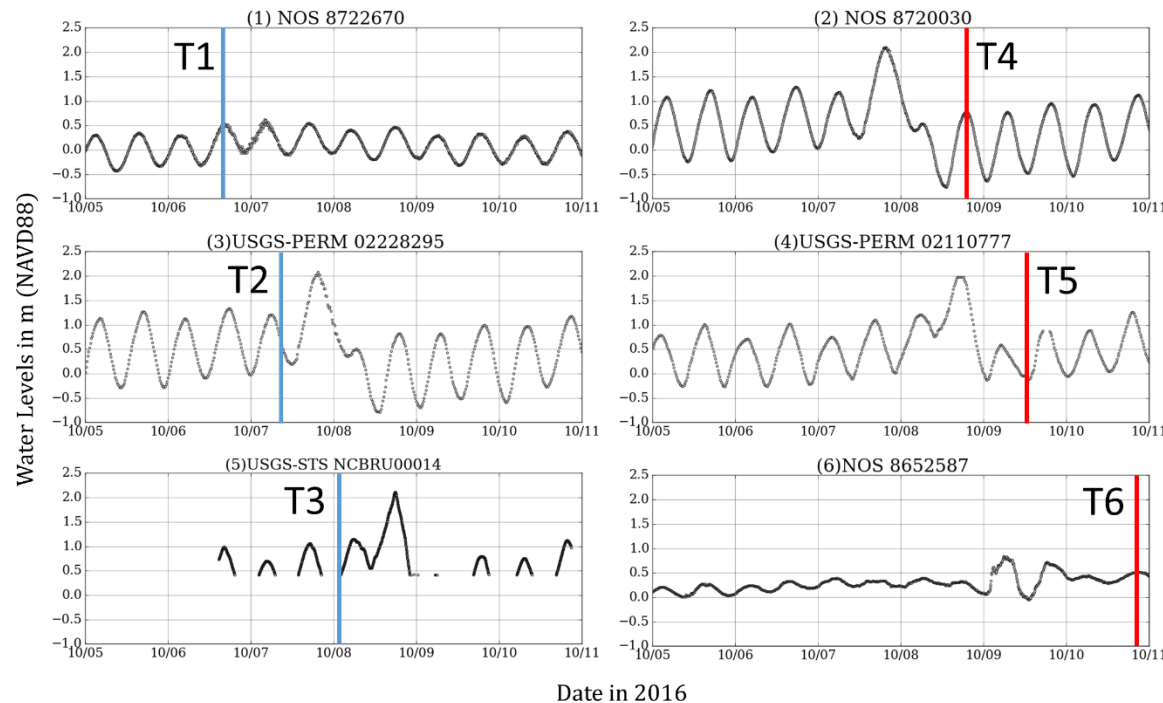 (1) NOS 8722670
(2) NOS 8720030
2.5
2.0
1.5
1.0
0.5
0.0
−0.5
−1.0
T1
10/05 10/06 10/07 10/08 10/09 10/10 10/11
2.5
2.0
1.5
1.0
0.5
0.0
−0.5
−1.0
T4
10/05 10/06 10/07 10/08 10/09 10/10 10/11
Water Levels in m (NAVD88)
(3)USGS-PERM 02228295
(4)USGS-PERM 02110777
2.5
2.0
1.5
1.0
0.5
0.0
−0.5
−1.0
T2
10/05 10/06 10/07 10/08 10/09 10/10 10/11
2.5
2.0
1.5
1.0
0.5
0.0
−0.5
−1.0
T5
10/05 10/06 10/07 10/08 10/09 10/10 10/11
(5)USGS-STS NCBRU00014
(6)NOS 8652587
2.5
2.0
1.5
1.0
0.5
0.0
−0.5
−1.0
T3
10/05 10/06 10/07 10/08 10/09 10/10 10/11
2.5
2.0
1.5
1.0
0.5
0.0
−0.5
−1.0
T6
10/05 10/06 10/07 10/08 10/09 10/10 10/11
Date in 2016